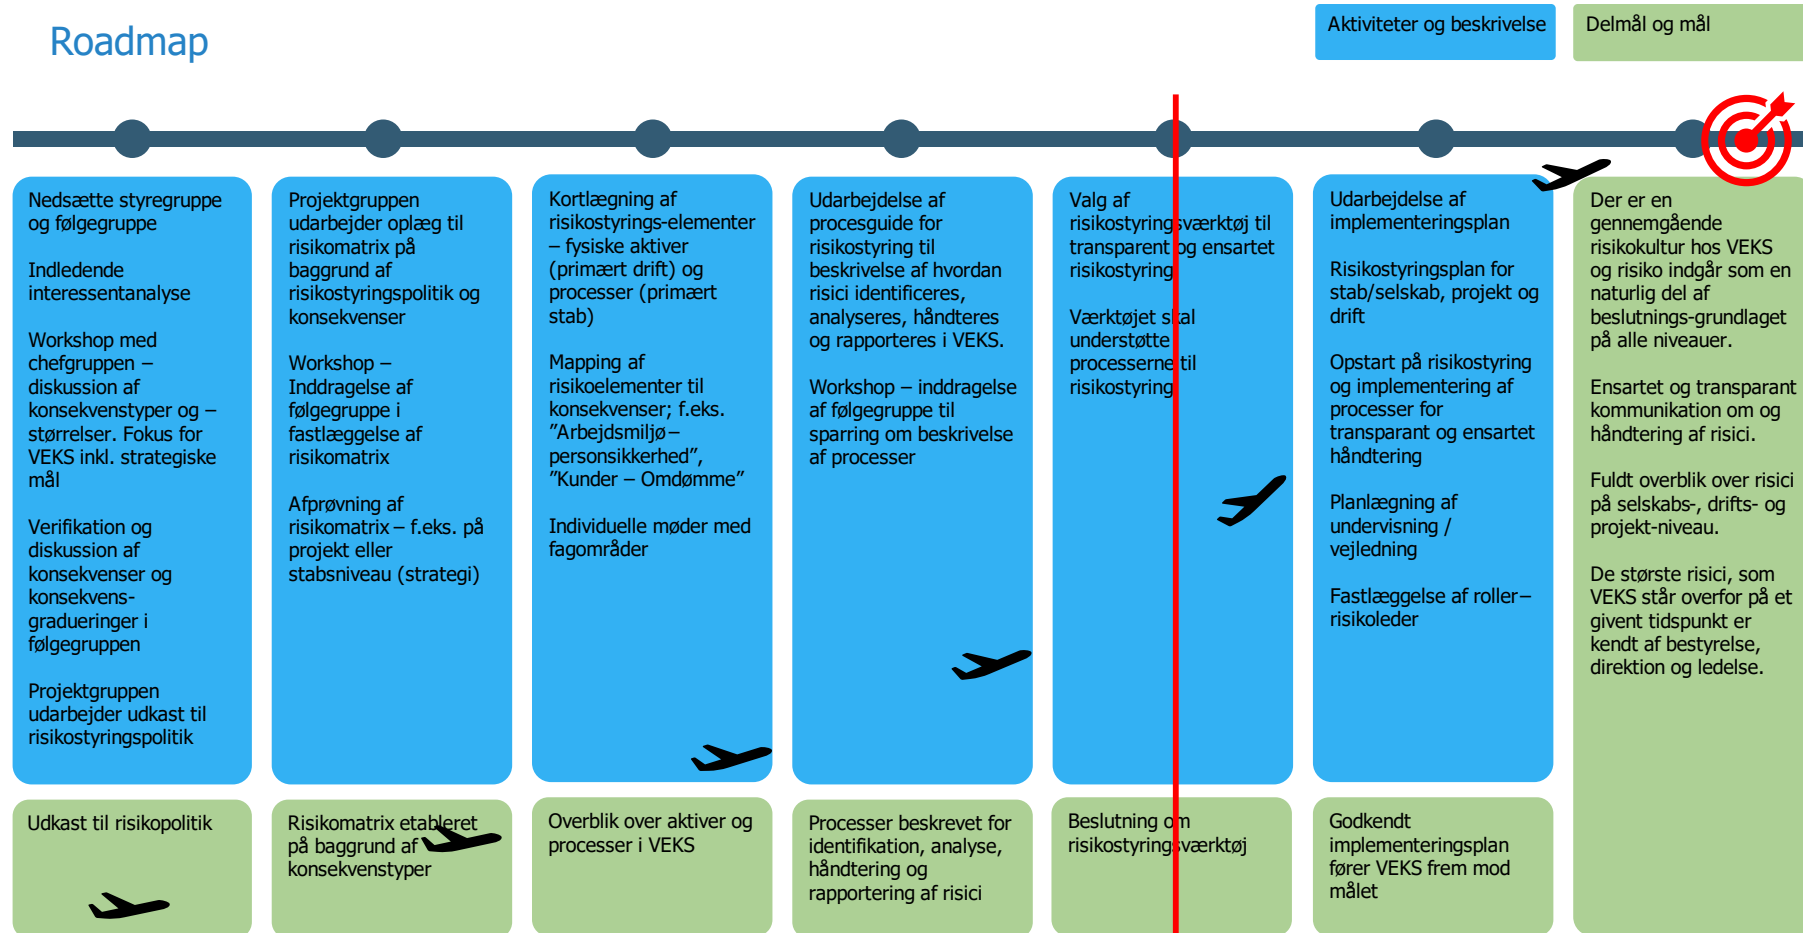 Roadmap
Aktiviteter og beskrivelse
Delmål og mål
Nedsætte styregruppe
og følgegruppe
Indledende
interessentanalyse
Workshop med
chefgruppen –
diskussion af
konsekvenstyper og –
størrelser. Fokus for
VEKS inkl. strategiske
mål
Verifikation og
diskussion af
konsekvenser og
konsekvens-
gradueringer i
følgegruppen
Projektgruppen
udarbejder udkast til
risikostyringspolitik
Udkast til risikopolitik
Projektgruppen
udarbejder oplæg til
risikomatrix på
baggrund af
risikostyringspolitik og
konsekvenser
Workshop –
Inddragelse af
følgegruppe i
fastlæggelse af
risikomatrix
Afprøvning af
risikomatrix – f.eks. på
projekt eller
stabsniveau (strategi)
Risikomatrix etableret
på baggrund af
konsekvenstyper
Kortlægning af
risikostyrings-elementer
– fysiske aktiver
(primært drift) og
processer (primært
stab)
Mapping af
risikoelementer til
konsekvenser; f.eks.
”Arbejdsmiljø –
personsikkerhed”,
”Kunder – Omdømme”
Individuelle møder med
fagområder
Overblik over aktiver og
processer i VEKS
Udarbejdelse af
procesguide for
risikostyring til
beskrivelse af hvordan
risici identificeres,
analyseres, håndteres
og rapporteres i VEKS.
Workshop – inddragelse
af følgegruppe til
sparring om beskrivelse
af processer
Processer beskrevet for
identifikation, analyse,
håndtering og
rapportering af risici
Valg af
risikostyringsværktøj til
transparent og ensartet
risikostyring
Værktøjet skal
understøtte
processerne til
risikostyring
Beslutning om
risikostyringsværktøj
Udarbejdelse af
implementeringsplan
Risikostyringsplan for
stab/selskab, projekt og
drift
Opstart på risikostyring
og implementering af
processer for
transparant og ensartet
håndtering
Planlægning af
undervisning /
vejledning
Fastlæggelse af roller –
risikoleder
Godkendt
implementeringsplan
fører VEKS frem mod
målet
Der er en
gennemgående
risikokultur hos VEKS
og risiko indgår som en
naturlig del af
beslutnings-grundlaget
på alle niveauer.
Ensartet og transparant
kommunikation om og
håndtering af risici.
Fuldt overblik over risici
på selskabs-, drifts- og
projekt-niveau.
De største risici, som
VEKS står overfor på et
givent tidspunkt er
kendt af bestyrelse,
direktion og ledelse.